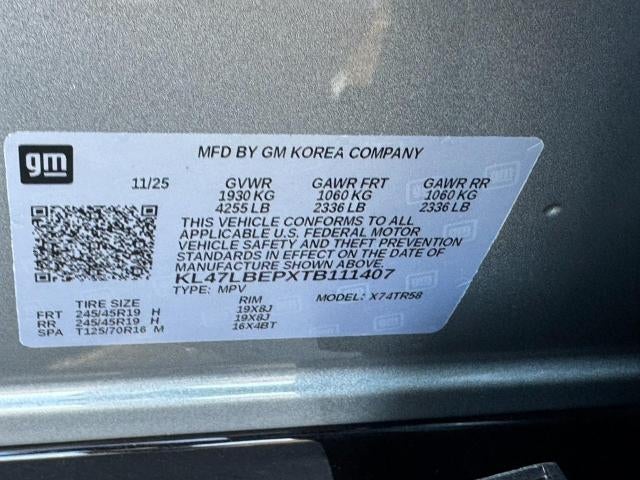 gm
MFD BY GM KOREA COMPANY
11/25 GVWR GAWR FRT GAWR RR
1930 KG 1060 KG 1060 KG
4255 LB 2336 LB 2336 LB
THIS VEHICLE CONFORMS TO ALL
APPLICABLE U.S. FEDERAL MOTOR
VEHICLE SAFETY AND THEFT PREVENTION
STANDARDS IN EFFECT ON THE DATE OF
MANUFACTURE SHOWN ABOVE.
KL47LBEPXTB111407
TYPE: MPV MODEL: X74TR58
TIRE SIZE RIM
FRT 245/45R19 H 19X8J
RR 245/45R19 H 19X8J
SPA T125/70R16 M 16X4BT